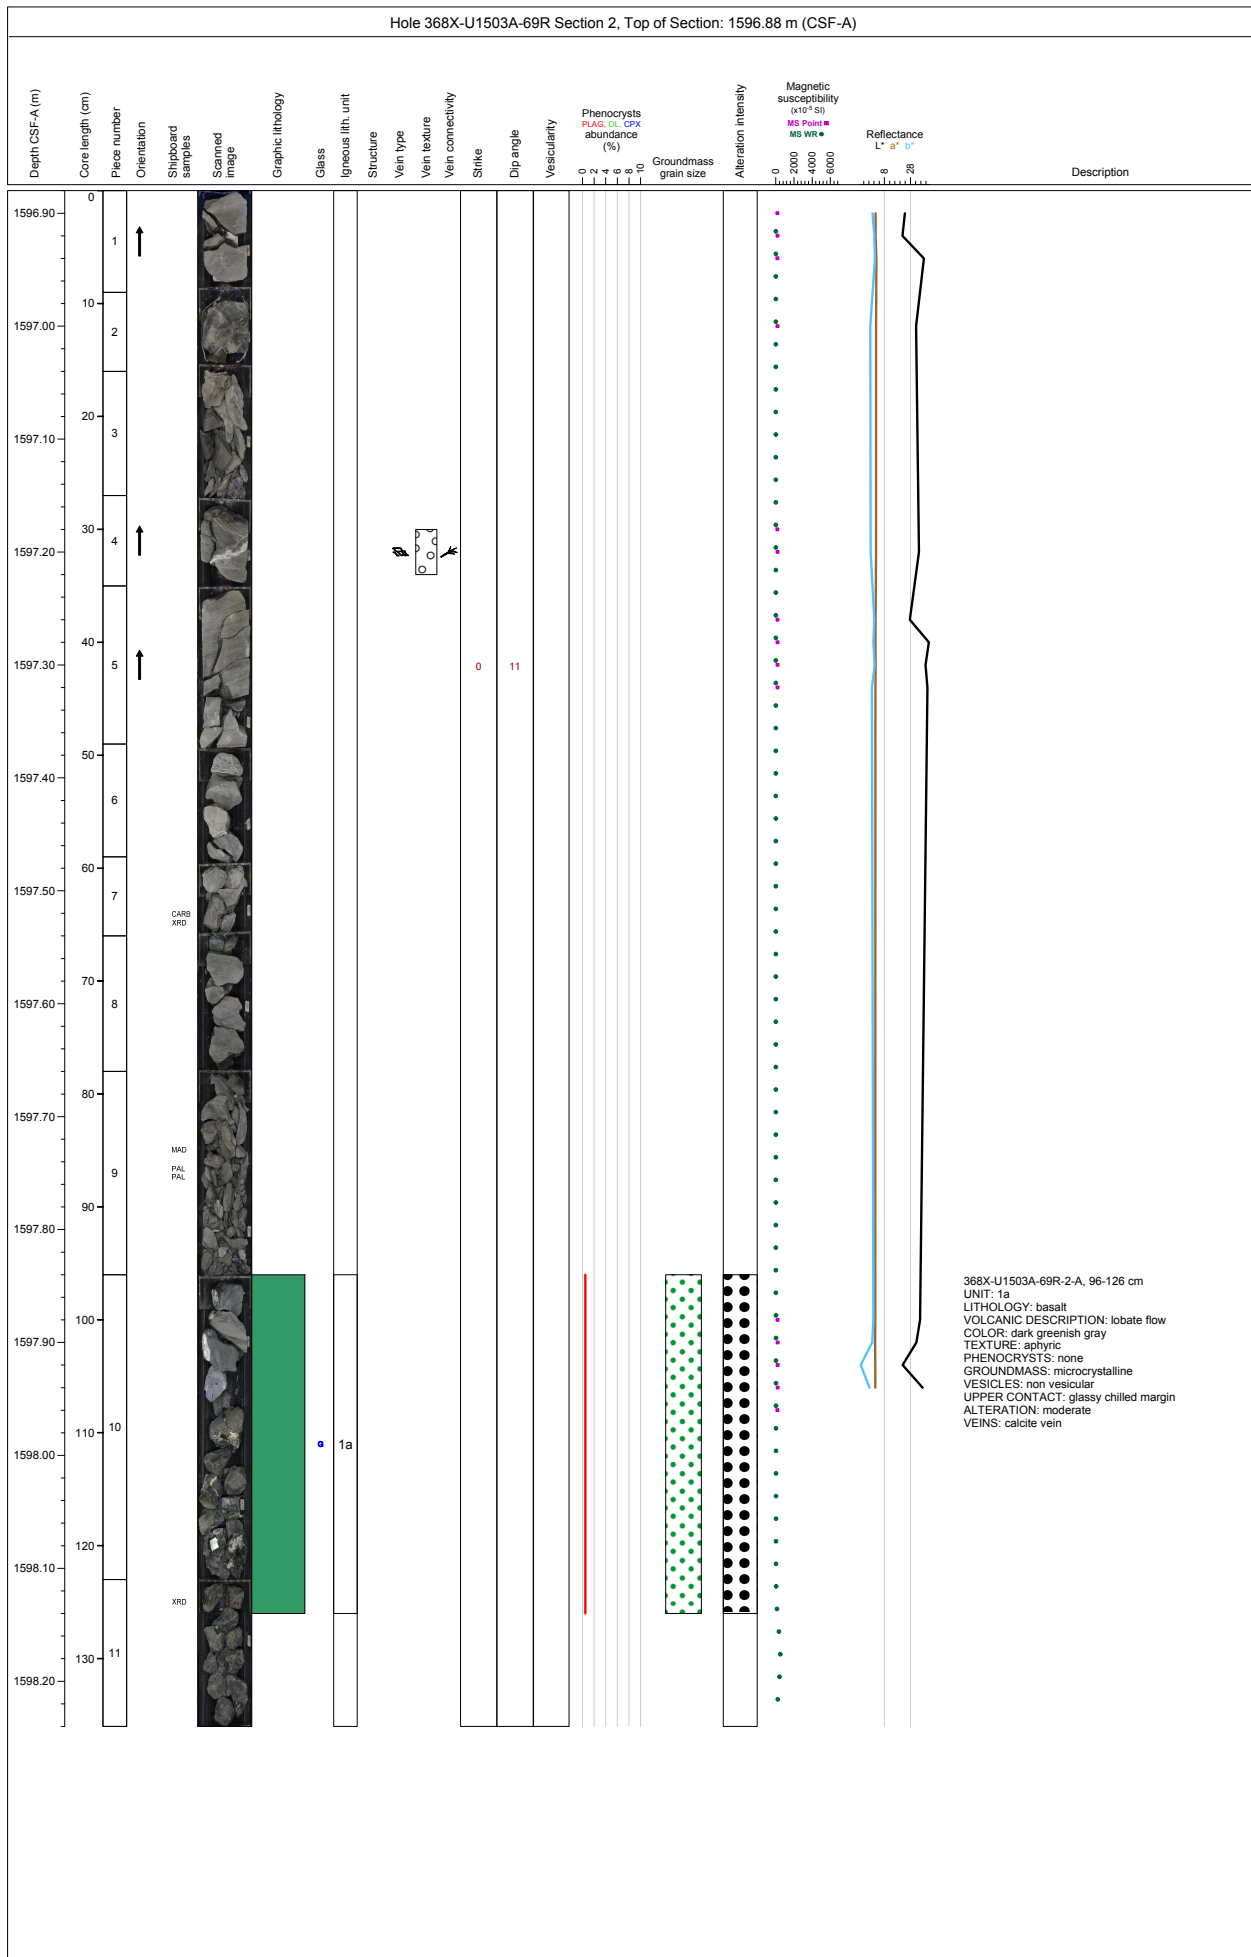 Hole 368X-U1503A-69R Section 2, Top of Section: 1596.88 m (CSF-A)
Depth CSF-A (m)
Core length (cm)
Piece number
Orientation
Shipboard
samples
Scanned
image
Graphic lithology
Glass
Igneous lith. unit
Structure
Vein type
Vein texture
Vein connectivity
Strike
Dip angle
Vesicularity
Phenocrysts
PLAG, OL, CPX
abundance
(%)
0 2 4 6 8 10
Groundmass
grain size
Alteration intensity
Magnetic
susceptibility
(x10⁻⁵ SI)
MS Point
MS WR
0 2000 4000 6000
Reflectance
L* a* b*
8 28
Description
0
1596.90
1
10
1597.00
2
20
1597.10
3
30
1597.20
4
40
1597.30
5
0 11
50
1597.40
6
60
1597.50
7
CARB
XRD
70
1597.60
8
80
1597.70
MAD
PAL
PAL
9
90
1597.80
100
1597.90
10
110
1598.00
G
1a
120
1598.10
XRD
11
130
1598.20
368X-U1503A-69R-2-A, 96-126 cm
UNIT: 1a
LITHOLOGY: basalt
VOLCANIC DESCRIPTION: lobate flow
COLOR: dark greenish gray
TEXTURE: aphyric
PHENOCRYSTS: none
GROUNDMASS: microcrystalline
VESICLES: non vesicular
UPPER CONTACT: glassy chilled margin
ALTERATION: moderate
VEINS: calcite vein